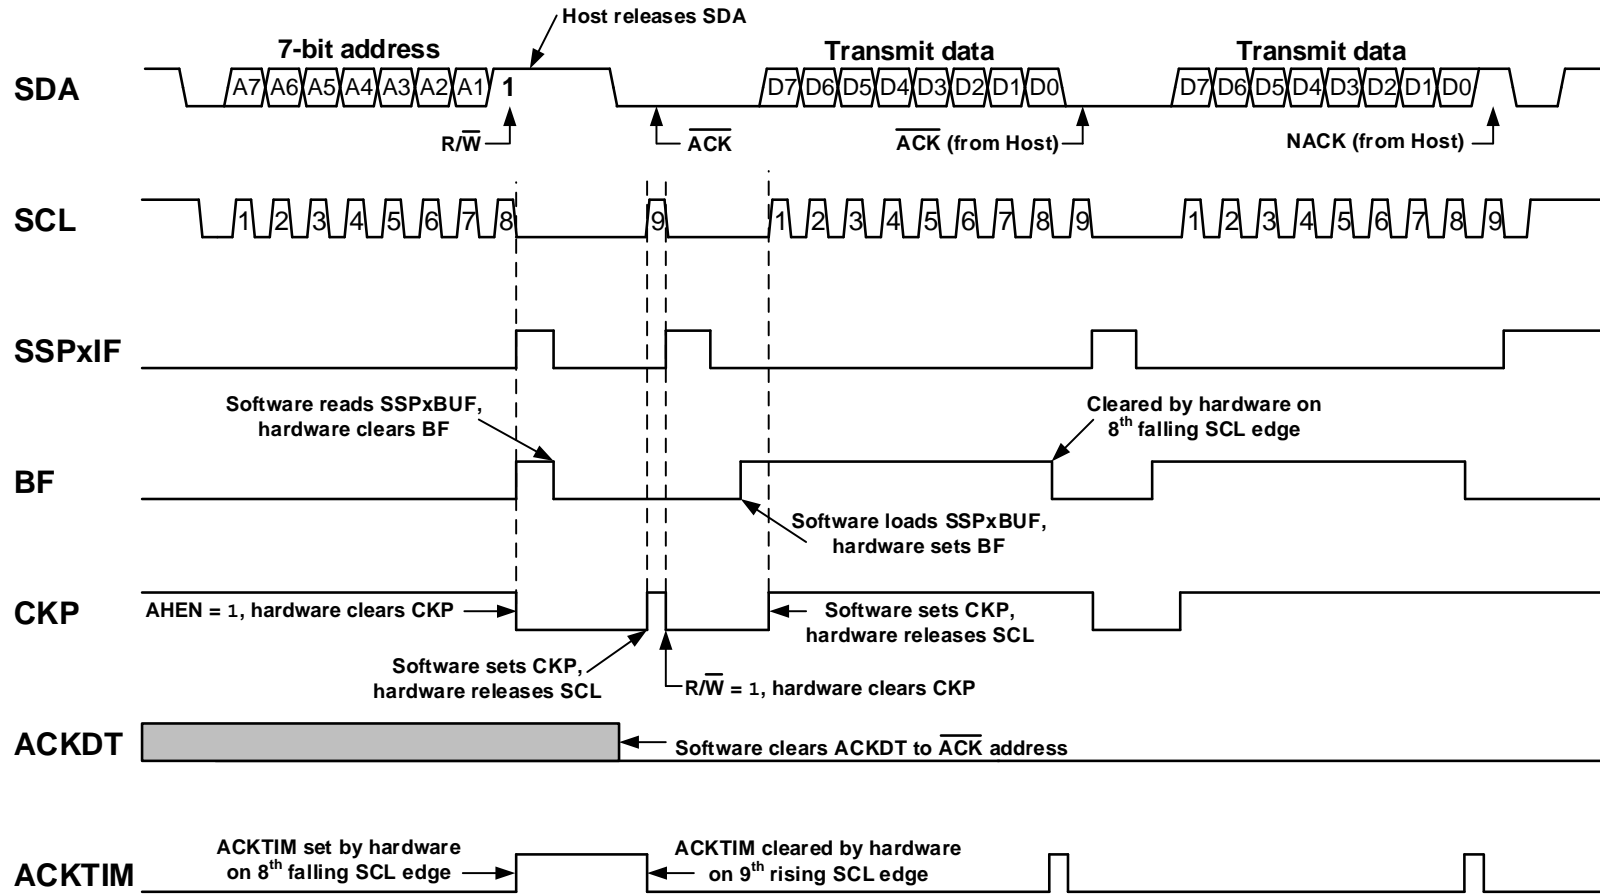 Host releases SDA
7-bit address
Transmit data
Transmit data
SDA
A7 A6 A5 A4 A3 A2 A1 1
D7 D6 D5 D4 D3 D2 D1 D0
D7 D6 D5 D4 D3 D2 D1 D0
R/W̅
A̅C̅K̅
A̅C̅K̅ (from Host)
NACK (from Host)
SCL
1 2 3 4 5 6 7 8 9
1 2 3 4 5 6 7 8 9
1 2 3 4 5 6 7 8 9
SSPxIF
Software reads SSPxBUF,
hardware clears BF
Cleared by hardware on
8th falling SCL edge
BF
Software loads SSPxBUF,
hardware sets BF
CKP
AHEN = 1, hardware clears CKP
Software sets CKP,
hardware releases SCL
Software sets CKP,
hardware releases SCL
R/W̅ = 1, hardware clears CKP
ACKDT
Software clears ACKDT to A̅C̅K̅ address
ACKTIM
ACKTIM set by hardware
on 8th falling SCL edge
ACKTIM cleared by hardware
on 9th rising SCL edge